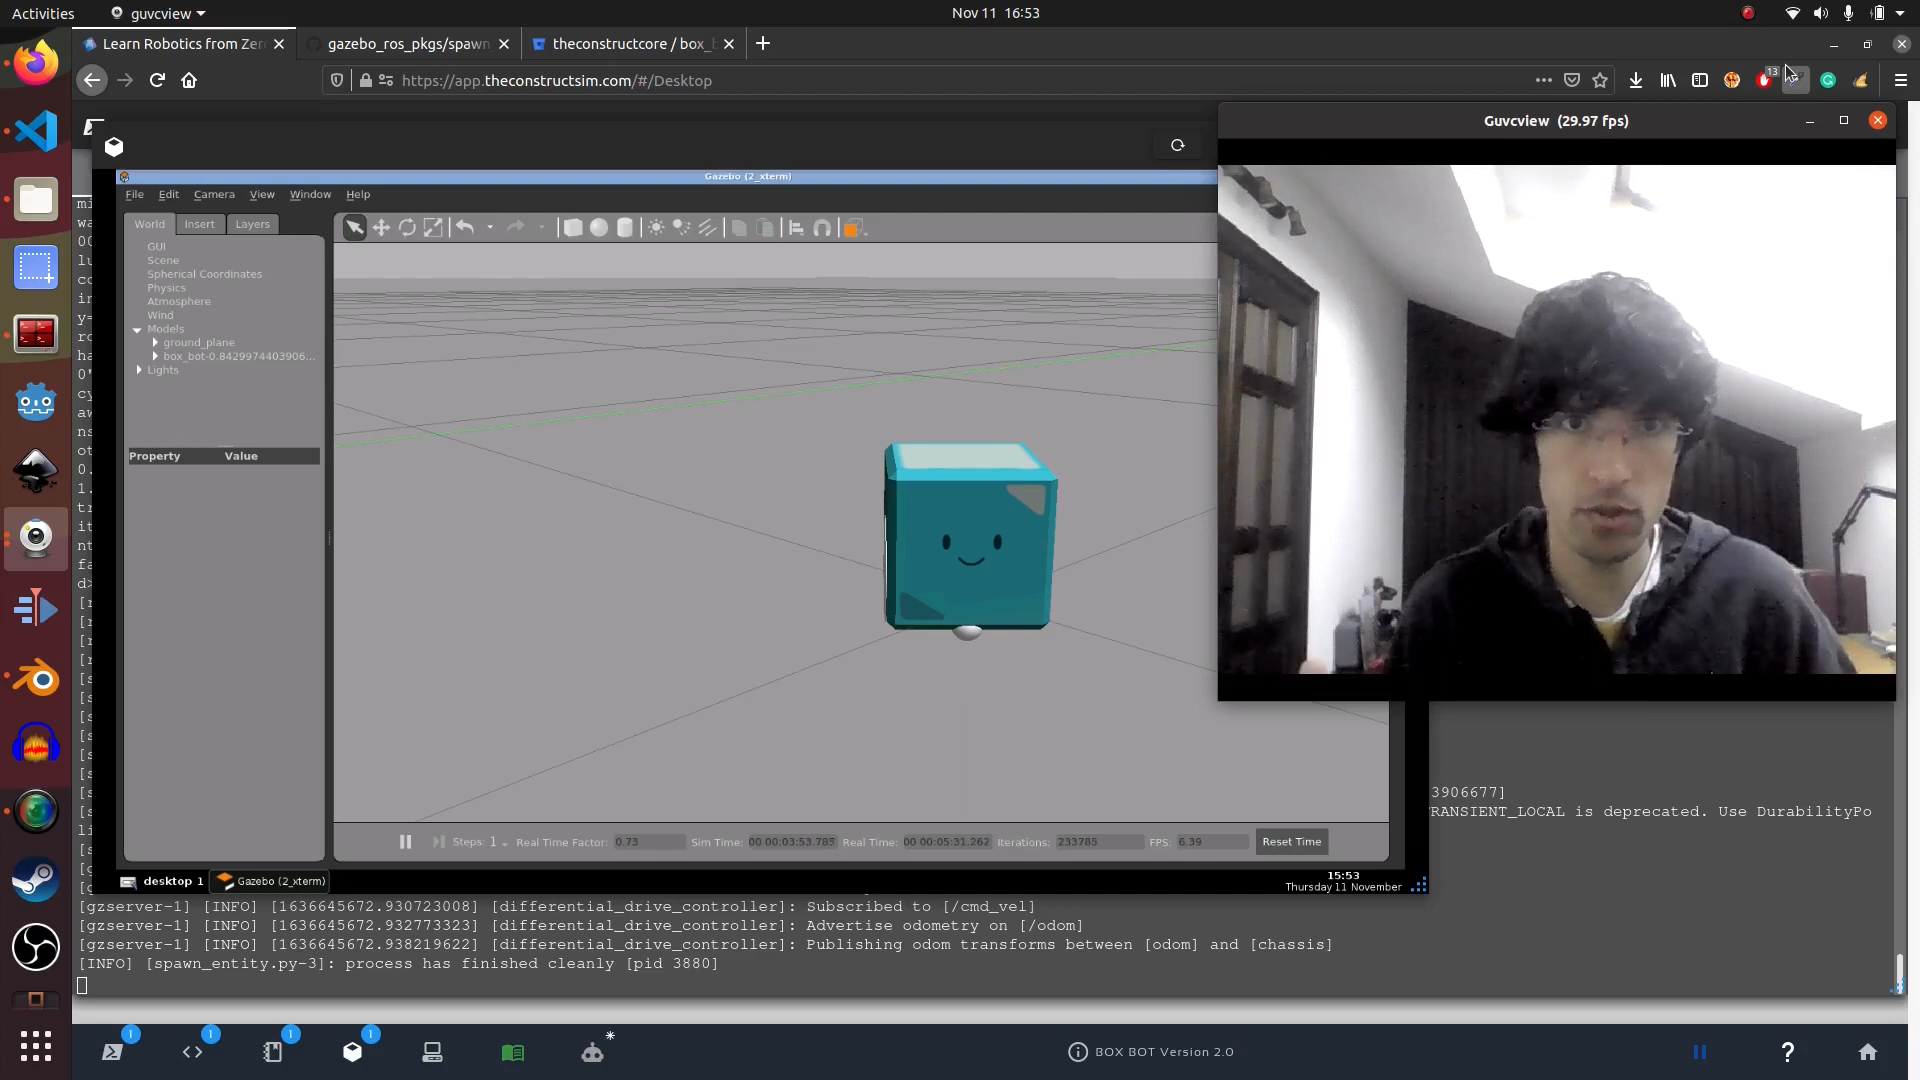 Activities
guvcview
Nov 11 16:53
Learn Robotics from Zer
gazebo_ros_pkgs/spawn
theconstructcore / box_b
https://app.theconstructsim.com/#/Desktop
13
Guvcview (29.97 fps)
Gazebo (2_xterm)
File Edit Camera View Window Help
World Insert Layers
GUI
Scene
Spherical Coordinates
Physics
Atmosphere
Wind
Models
ground_plane
box_bot-0.8429974403906...
Lights
Property Value
Steps: 1 Real Time Factor: 0.73 Sim Time: 00 00:03:53.785 Real Time: 00 00:05:31.262 Iterations: 233785 FPS: 6.39 Reset Time
desktop 1 Gazebo (2_xterm)
15:53
Thursday 11 November
3906677]
RANSIENT_LOCAL is deprecated. Use DurabilityPo
[gzserver-1] [INFO] [1636645672.930723008] [differential_drive_controller]: Subscribed to [/cmd_vel]
[gzserver-1] [INFO] [1636645672.932773323] [differential_drive_controller]: Advertise odometry on [/odom]
[gzserver-1] [INFO] [1636645672.938219622] [differential_drive_controller]: Publishing odom transforms between [odom] and [chassis]
[INFO] [spawn_entity.py-3]: process has finished cleanly [pid 3880]
1 1 1 1
BOX BOT Version 2.0